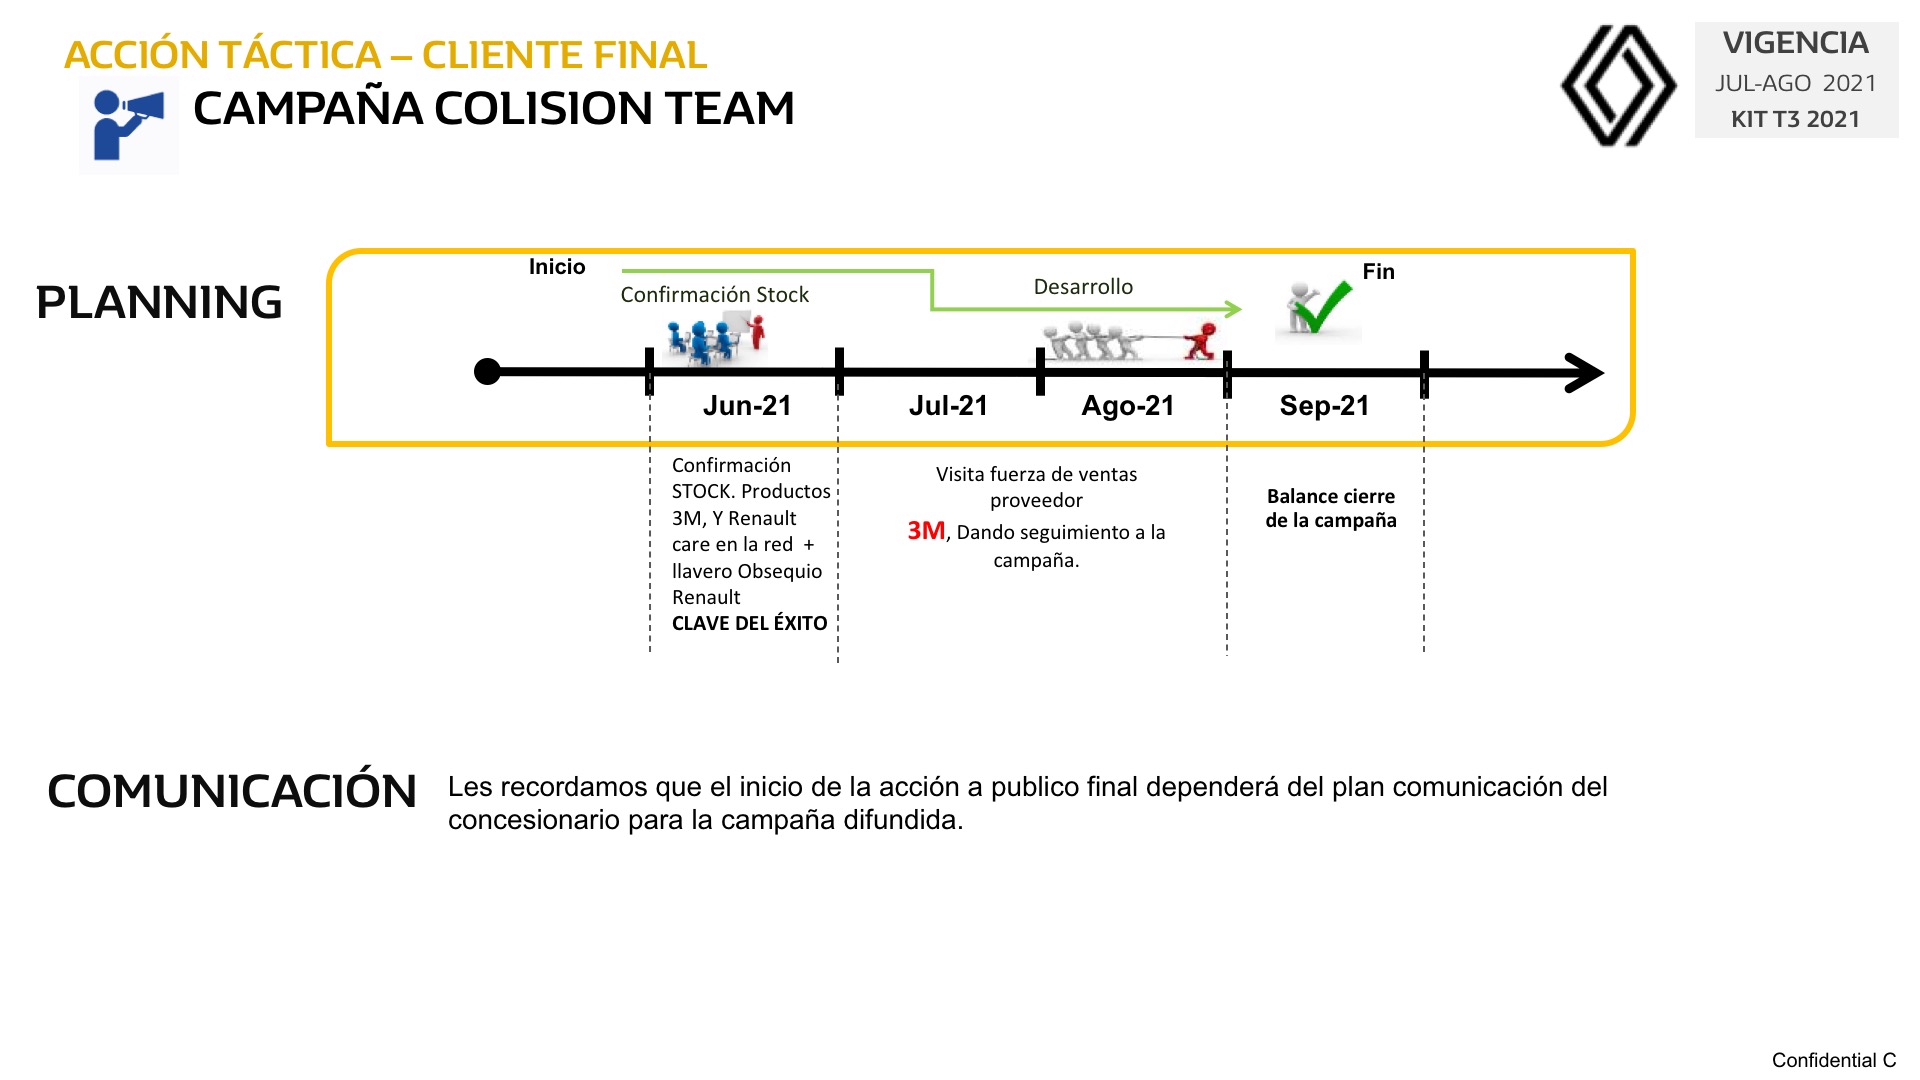 ACCIÓN TÁCTICA – CLIENTE FINAL
CAMPAÑA COLISION TEAM
VIGENCIA
JUL-AGO 2021
KIT T3 2021
PLANNING
Inicio
Confirmación Stock
Desarrollo
Fin
Jun-21
Jul-21
Ago-21
Sep-21
Confirmación
STOCK. Productos
3M, Y Renault
care en la red +
llavero Obsequio
Renault
CLAVE DEL ÉXITO
Visita fuerza de ventas
proveedor
3M, Dando seguimiento a la
campaña.
Balance cierre
de la campaña
COMUNICACIÓN
Les recordamos que el inicio de la acción a publico final dependerá del plan comunicación del
concesionario para la campaña difundida.
Confidential C